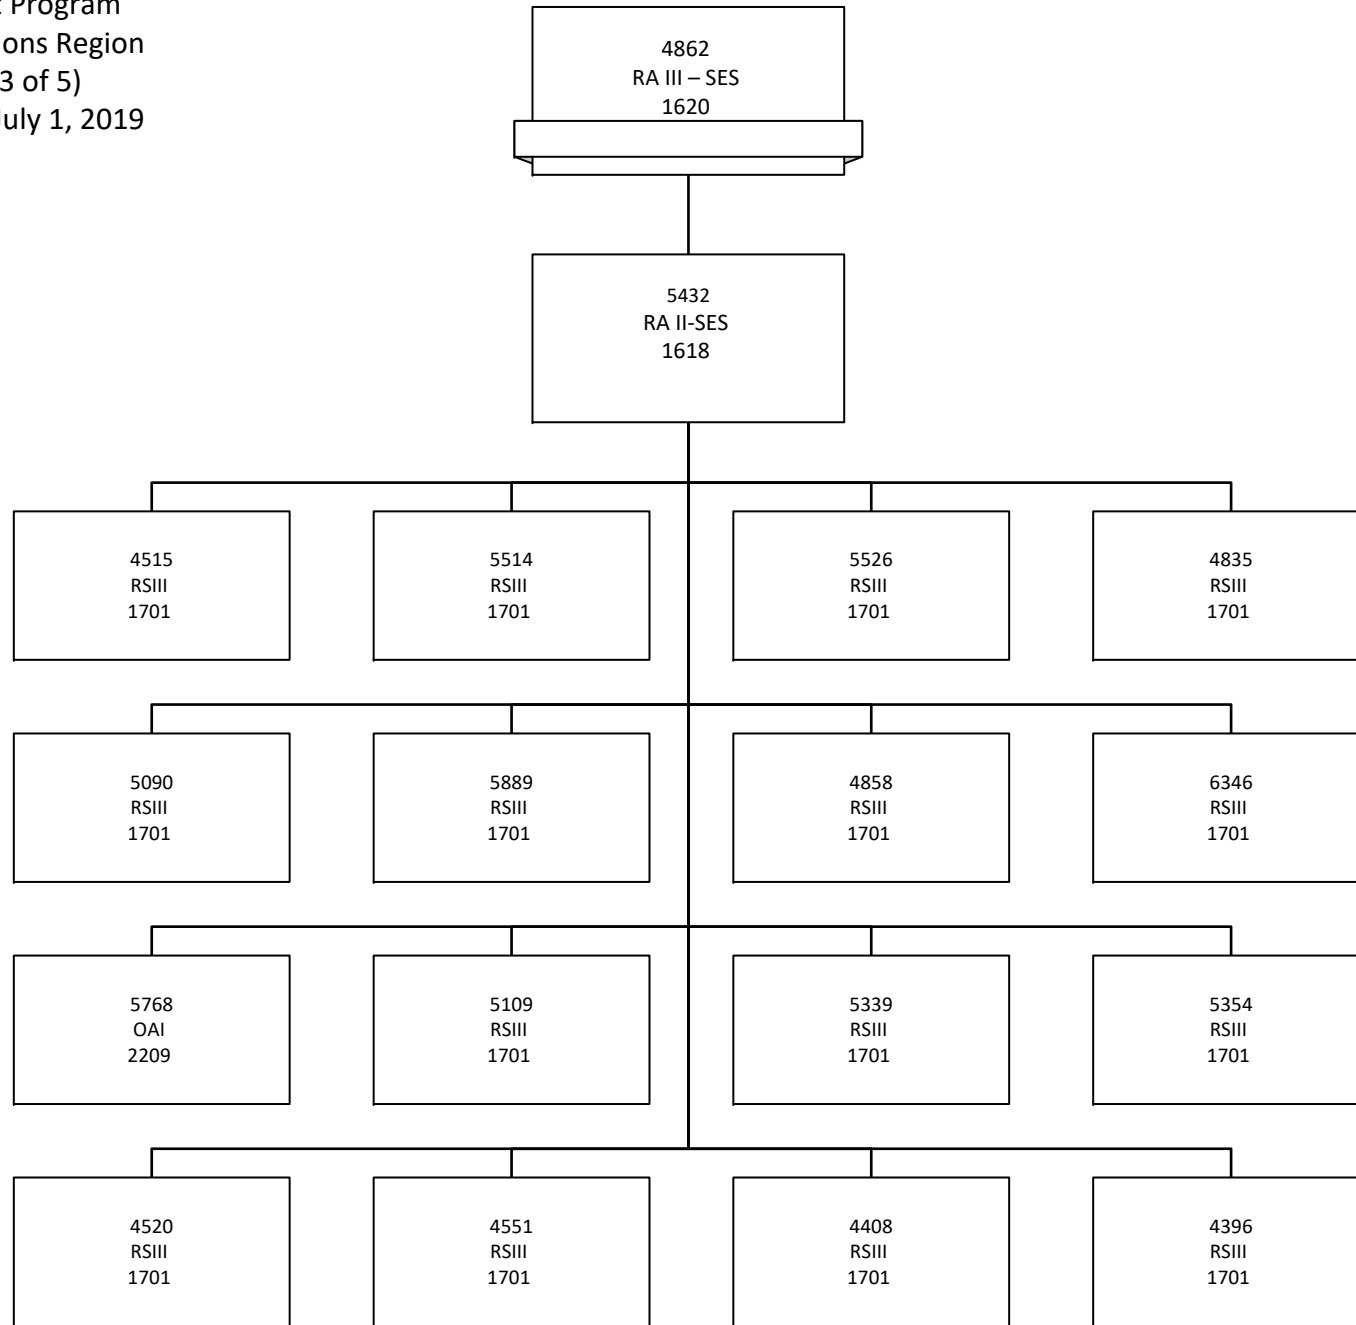 Program
ons Region
3 of 5)
July 1, 2019
4862
RA III – SES
1620
5432
RA II-SES
1618
4515
RSIII
1701
5514
RSIII
1701
5526
RSIII
1701
4835
RSIII
1701
5090
RSIII
1701
5889
RSIII
1701
4858
RSIII
1701
6346
RSIII
1701
5768
OAI
2209
5109
RSIII
1701
5339
RSIII
1701
5354
RSIII
1701
4520
RSIII
1701
4551
RSIII
1701
4408
RSIII
1701
4396
RSIII
1701